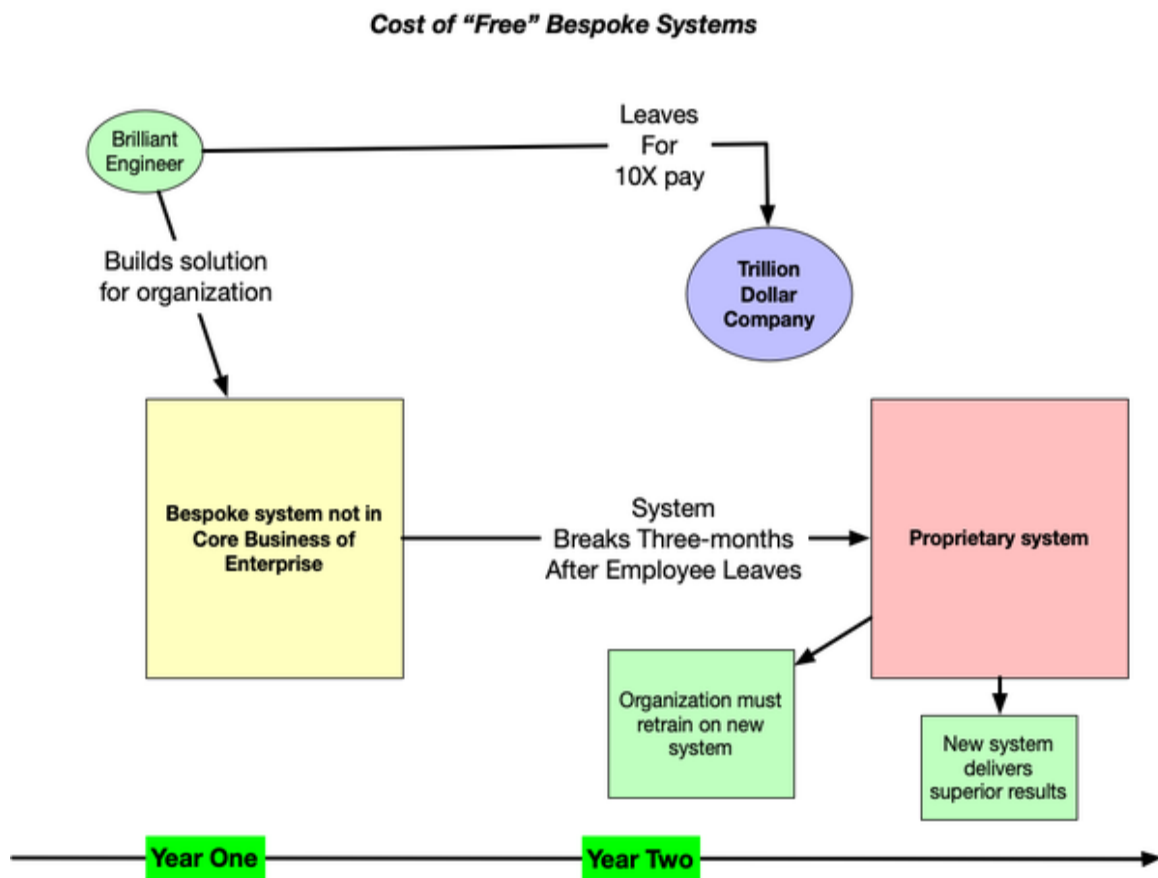 Cost of “Free” Bespoke Systems
Brilliant
Engineer
Leaves
For
10X pay
Builds solution
for organization
Trillion
Dollar
Company
Bespoke system not in
Core Business of
Enterprise
System
Breaks Three-months
After Employee Leaves
Proprietary system
Organization must
retrain on new
system
New system
delivers
superior results
Year One
Year Two